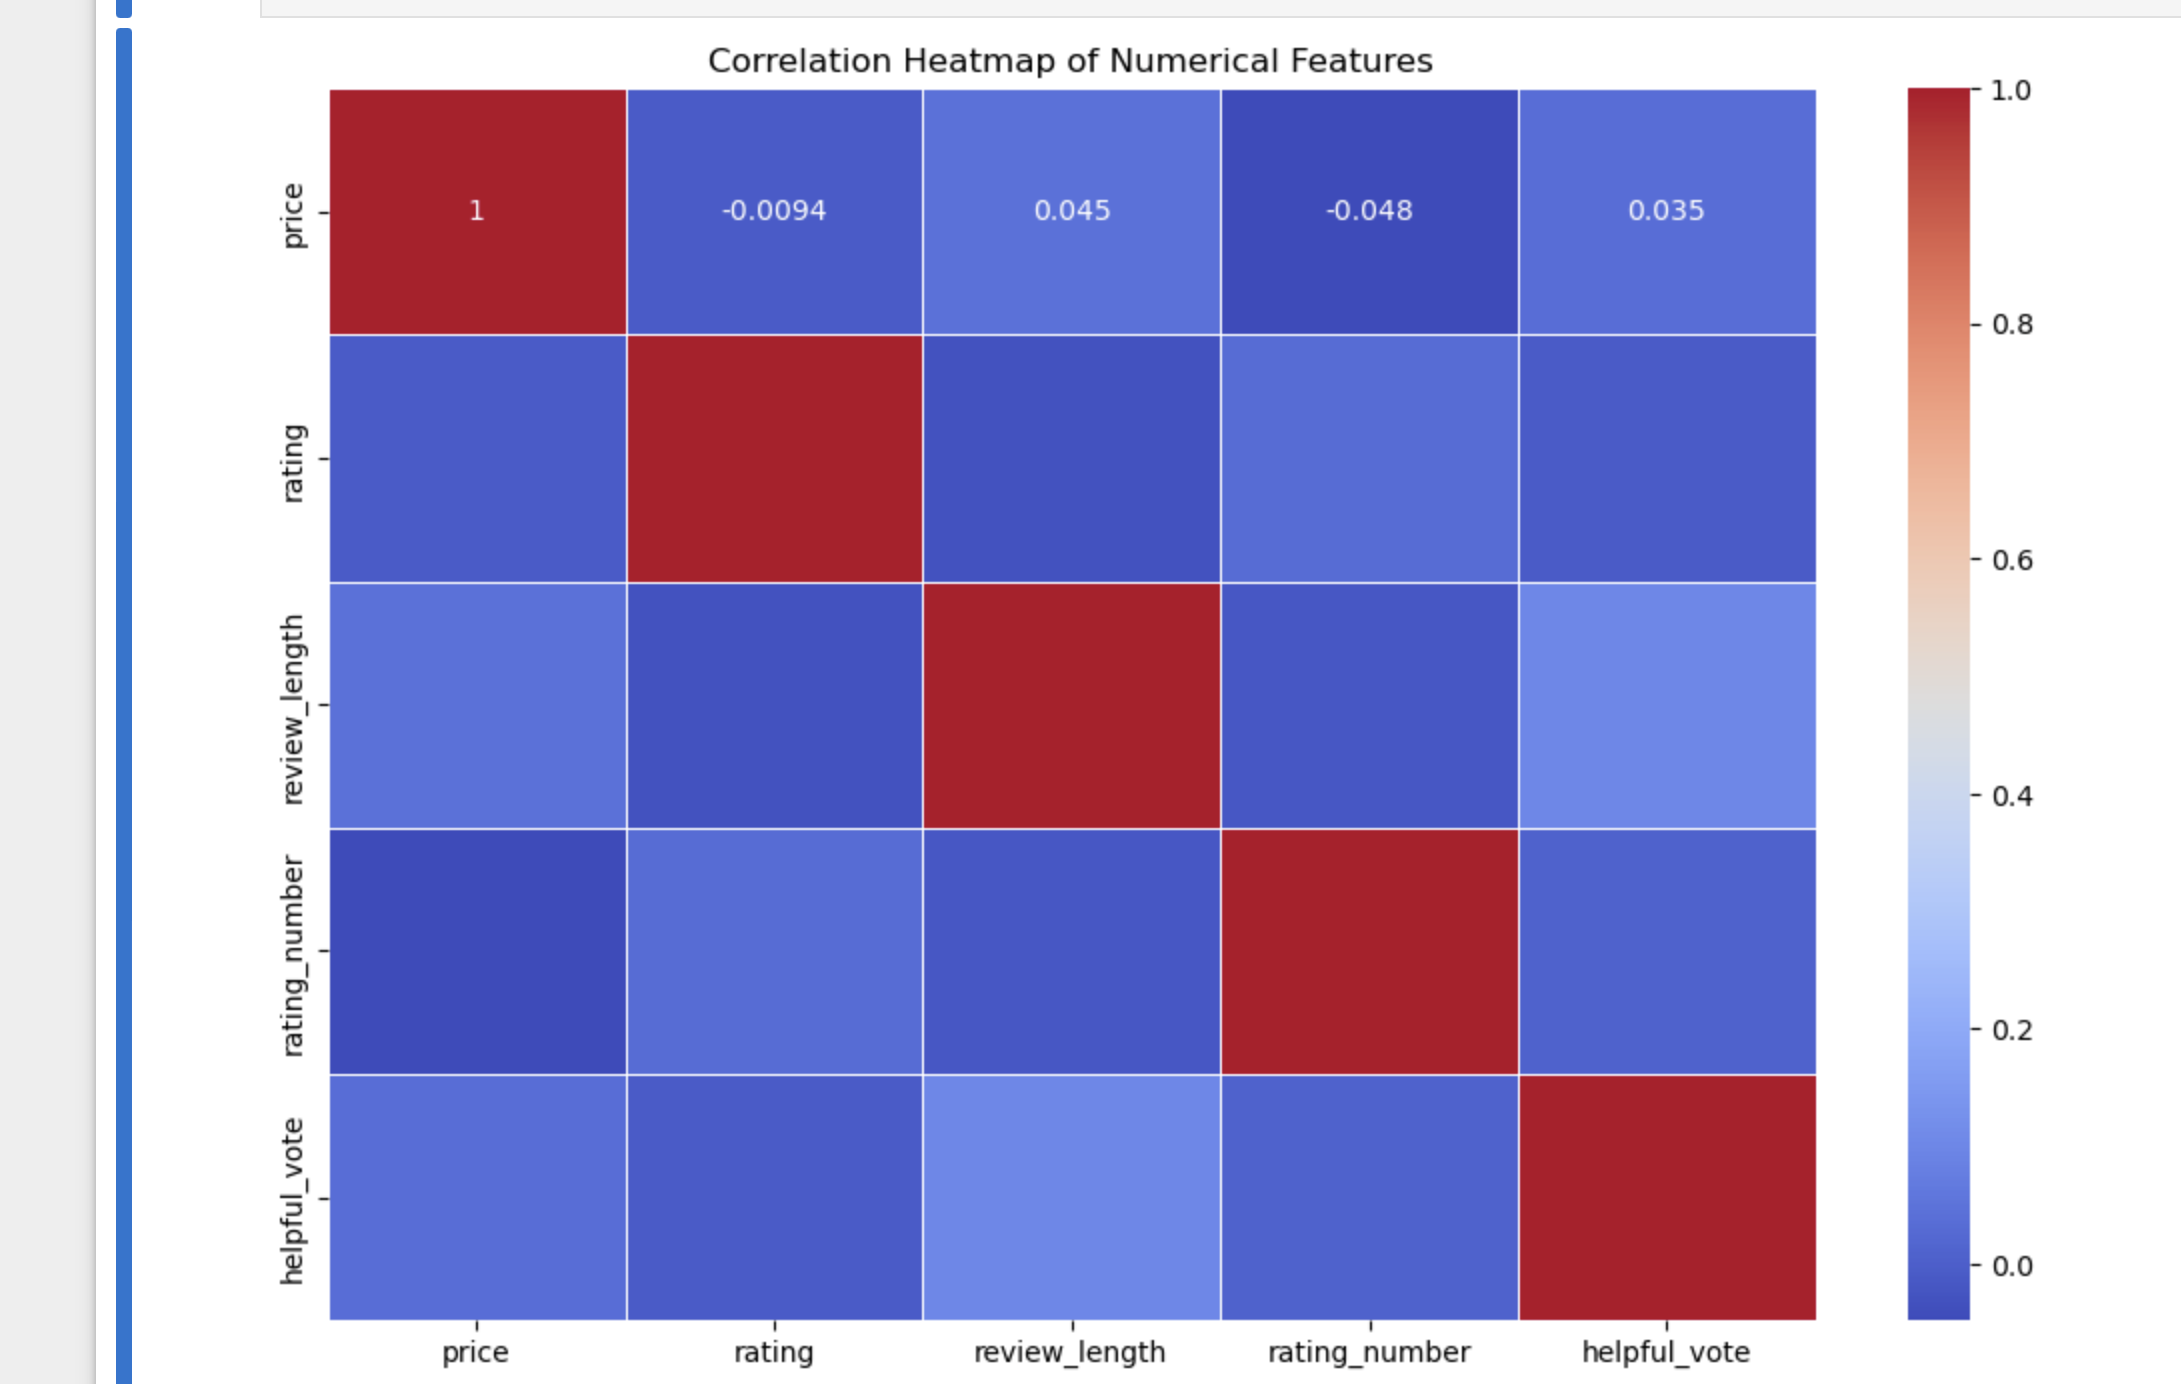 Correlation Heatmap of Numerical Features
price
1
-0.0094
0.045
-0.048
0.035
rating
review_length
rating_number
helpful_vote
price
rating
review_length
rating_number
helpful_vote
1.0
0.8
0.6
0.4
0.2
0.0